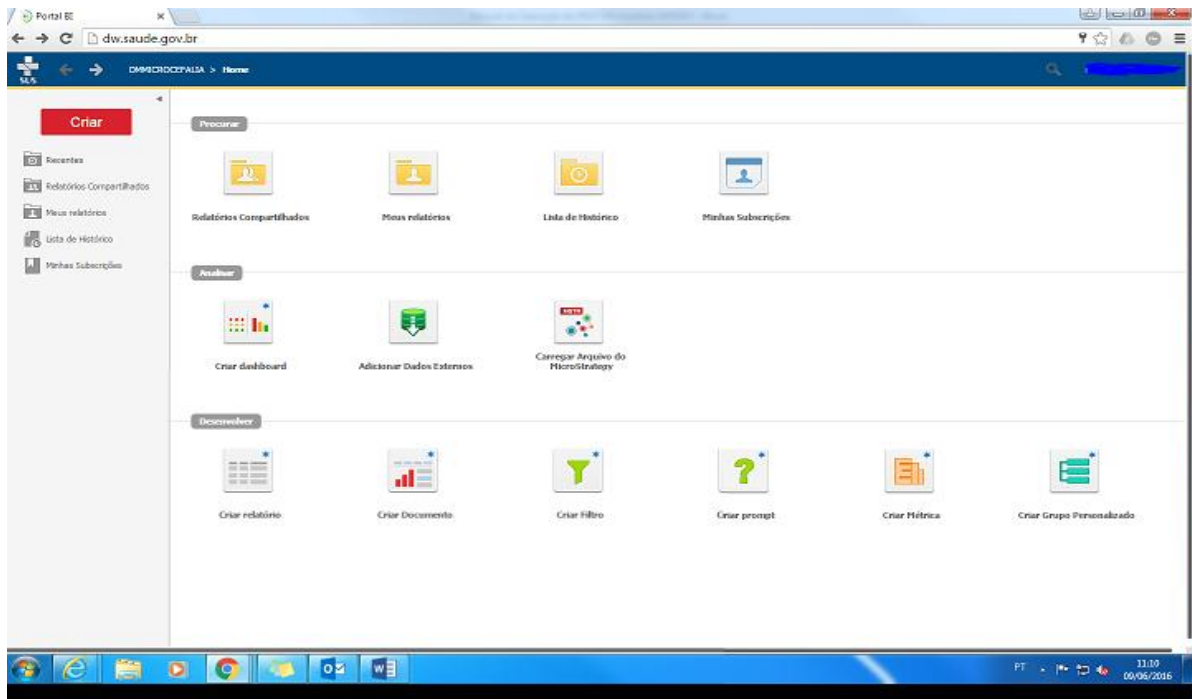 Portal BI
dw.saude.gov.br
SUS
DMMICROCEFALIA > Home
Criar
Recentes
Relatórios Compartilhados
Meus relatórios
Lista de Histórico
Minhas Subscrições
Procurar
Relatórios Compartilhados
Meus relatórios
Lista de Histórico
Minhas Subscrições
Analisar
Criar dashboard
Adicionar Dados Externos
Carregar Arquivo do
MicroStrategy
Desenvolver
Criar relatório
Criar Documento
Criar Filtro
Criar prompt
Criar Métrica
Criar Grupo Personalizado
PT
11:10
09/06/2016